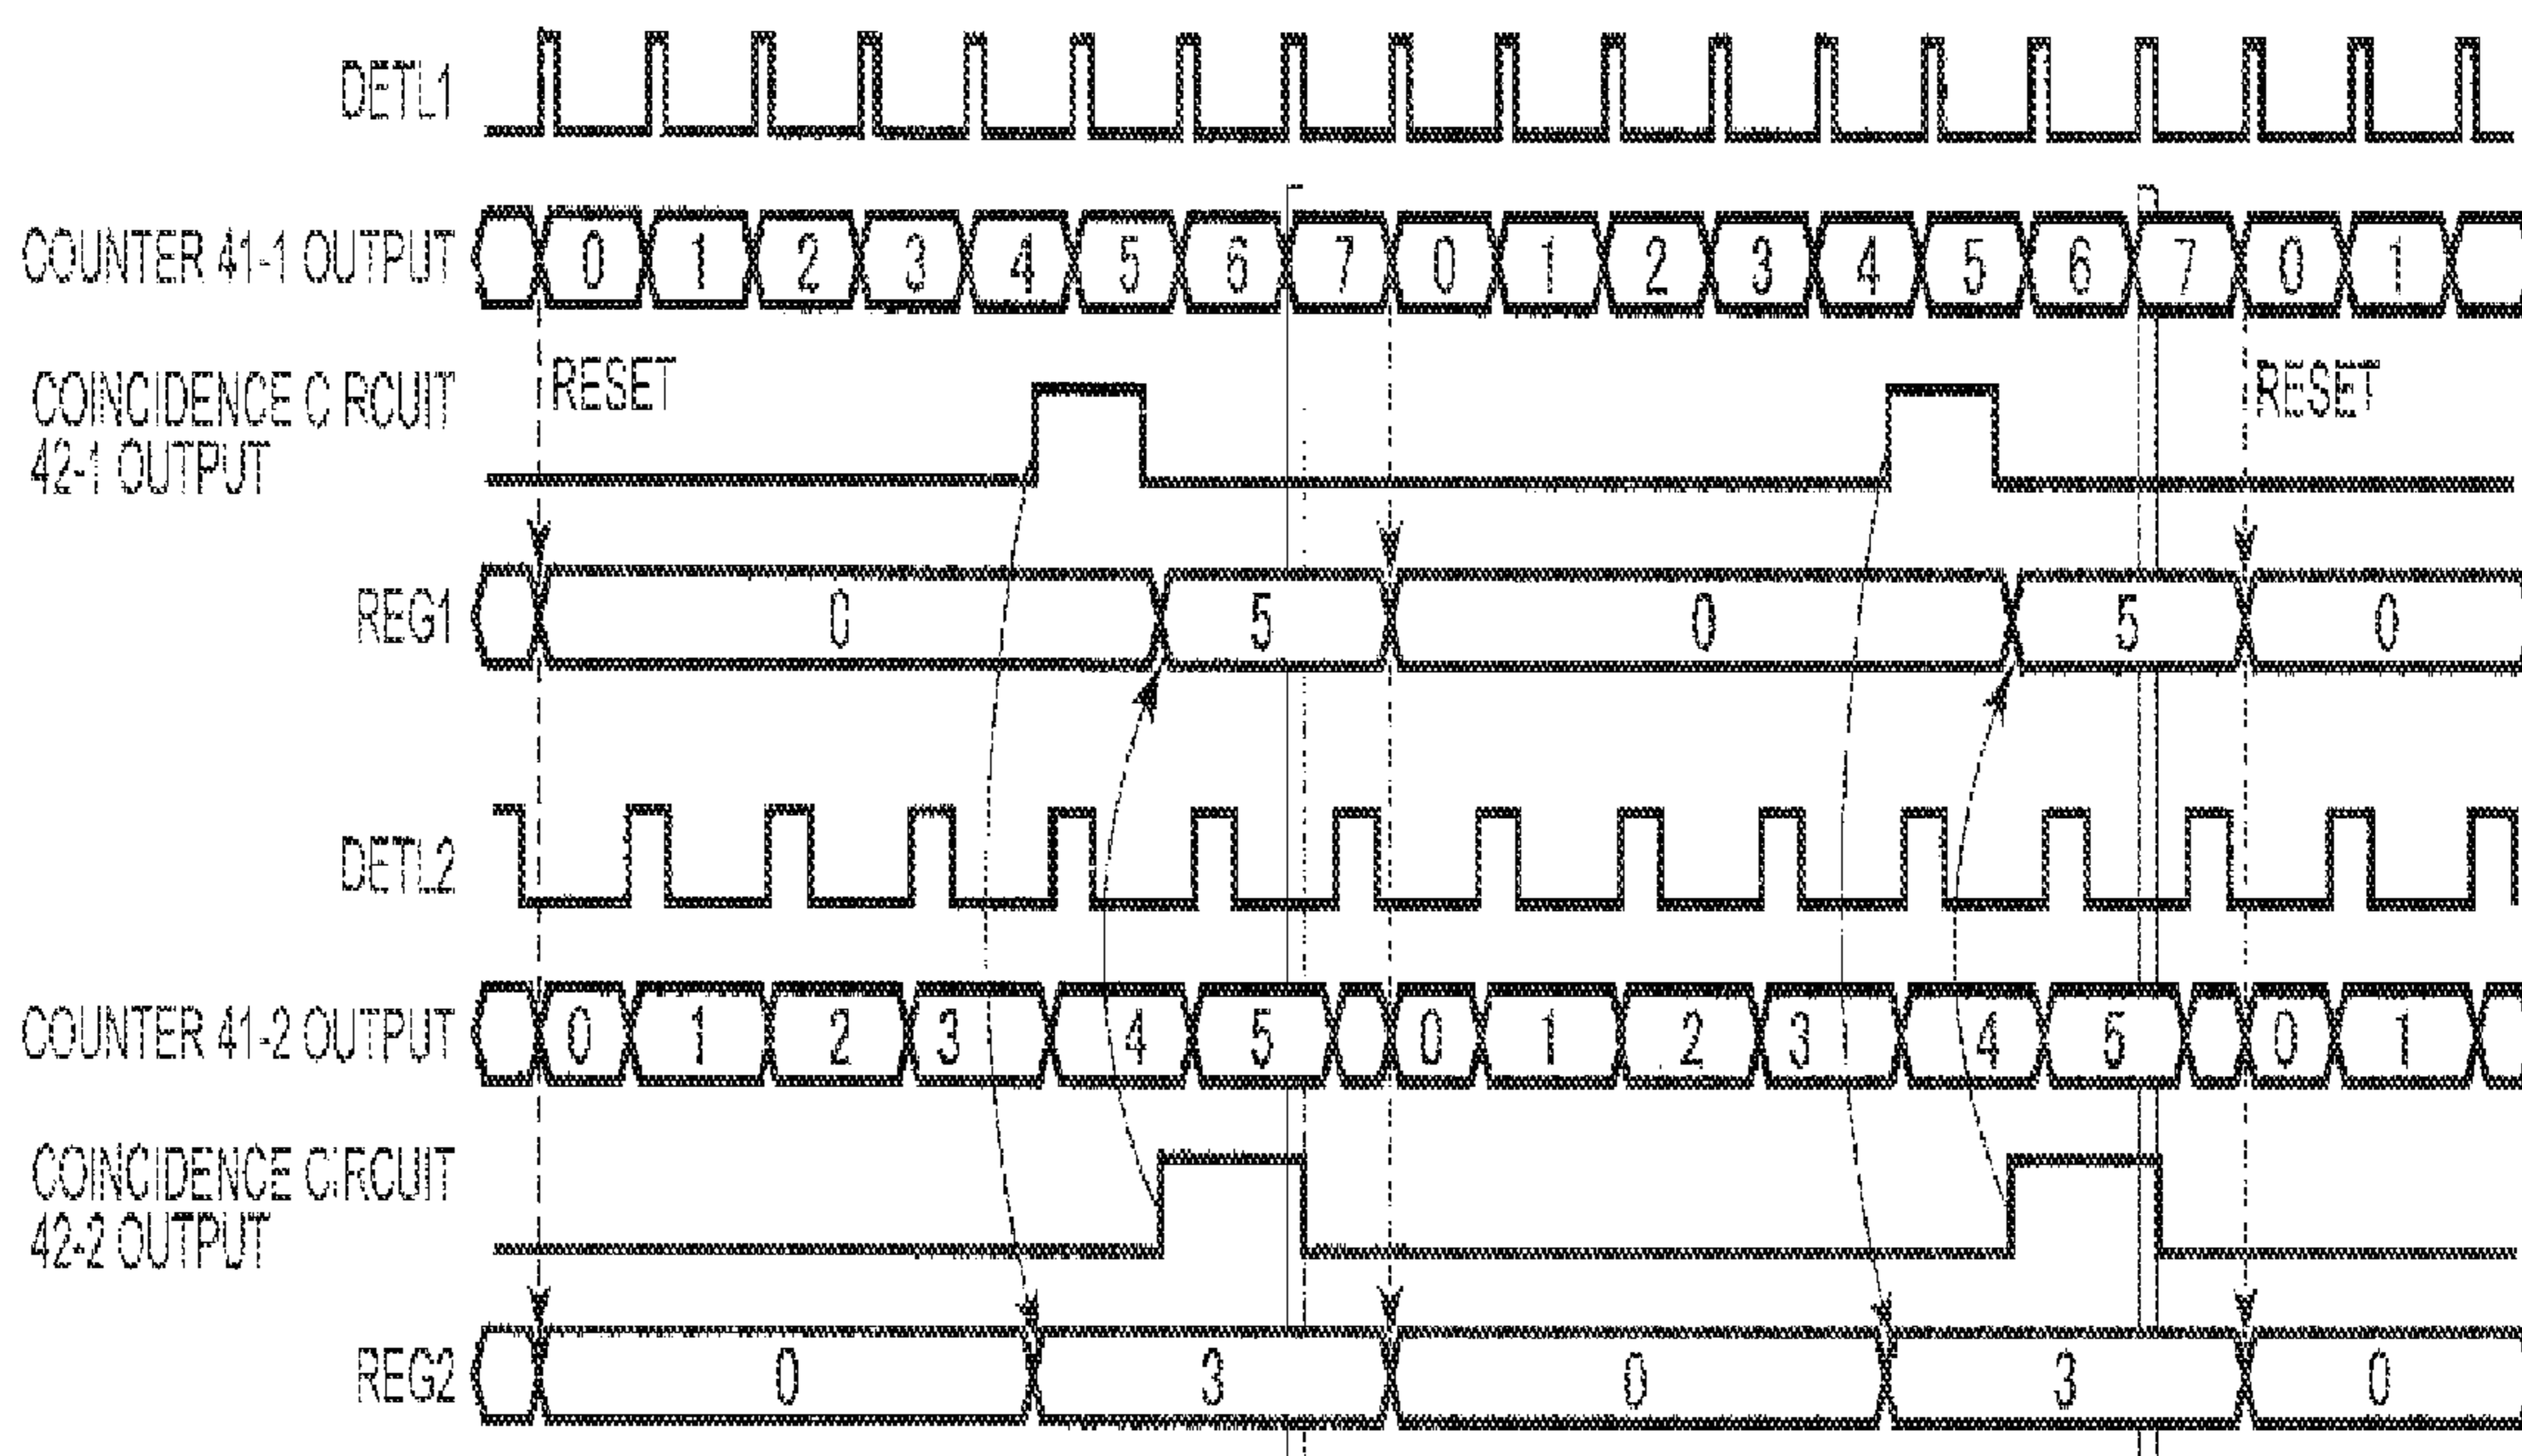 DETL1
COUNTER 41-1 OUTPUT 0 1 2 3 4 5 6 7 0 1 2 3 4 5 6 7 0 1
RESET RESET
COINCIDENCE C RCUIT
42-1 OUTPUT
REG1 0 5 0 5 0
DETL2
COUNTER 41-2 OUTPUT 0 1 2 3 4 5 0 1 2 3 4 5 0 1
COINCIDENCE CIRCUIT
42-2 OUTPUT
REG2 0 3 0 3 0